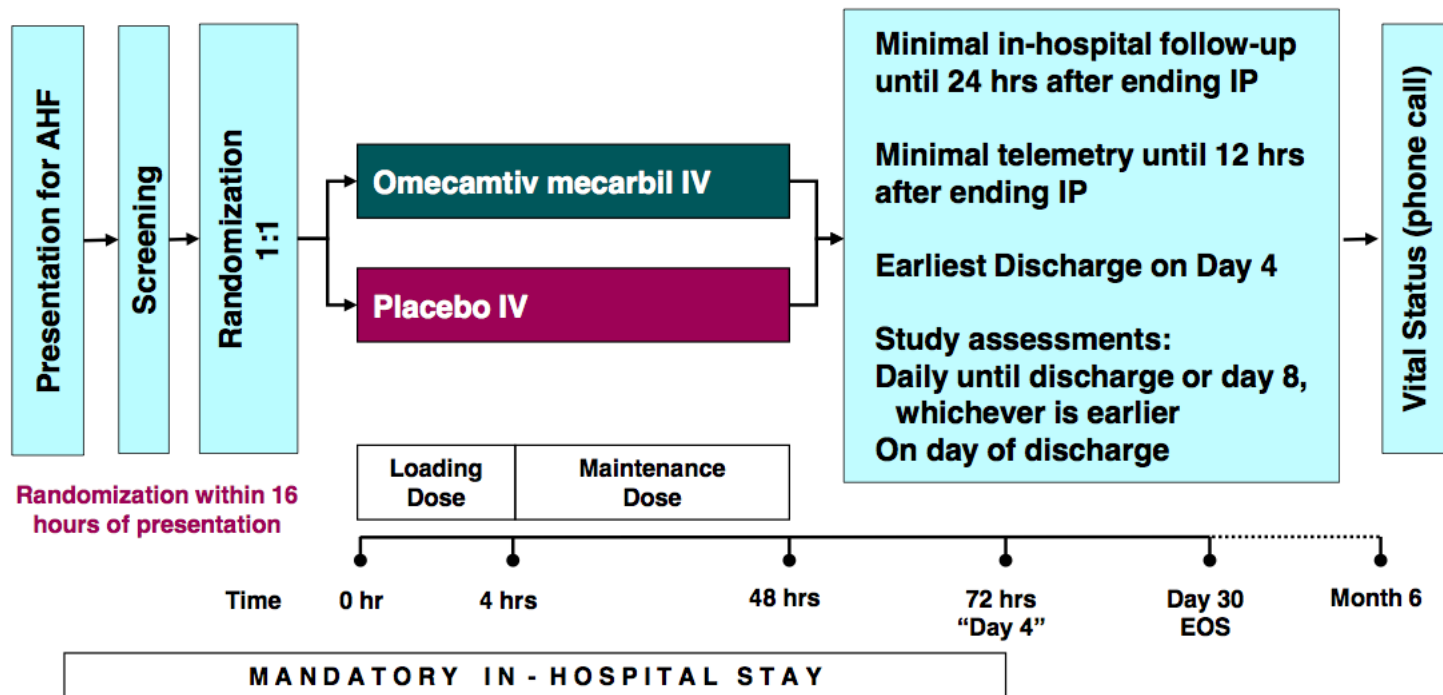 Presentation for AHF
Screening
Randomization
1:1
Omecamtiv mecarbil IV
Placebo IV
Minimal in-hospital follow-up
until 24 hrs after ending IP
Minimal telemetry until 12 hrs
after ending IP
Earliest Discharge on Day 4
Study assessments:
Daily until discharge or day 8,
whichever is earlier
On day of discharge
Vital Status (phone call)
Randomization within 16
hours of presentation
Loading
Dose
Maintenance
Dose
Time
0 hr
4 hrs
48 hrs
72 hrs
“Day 4”
Day 30
EOS
Month 6
MANDATORY IN-HOSPITAL STAY